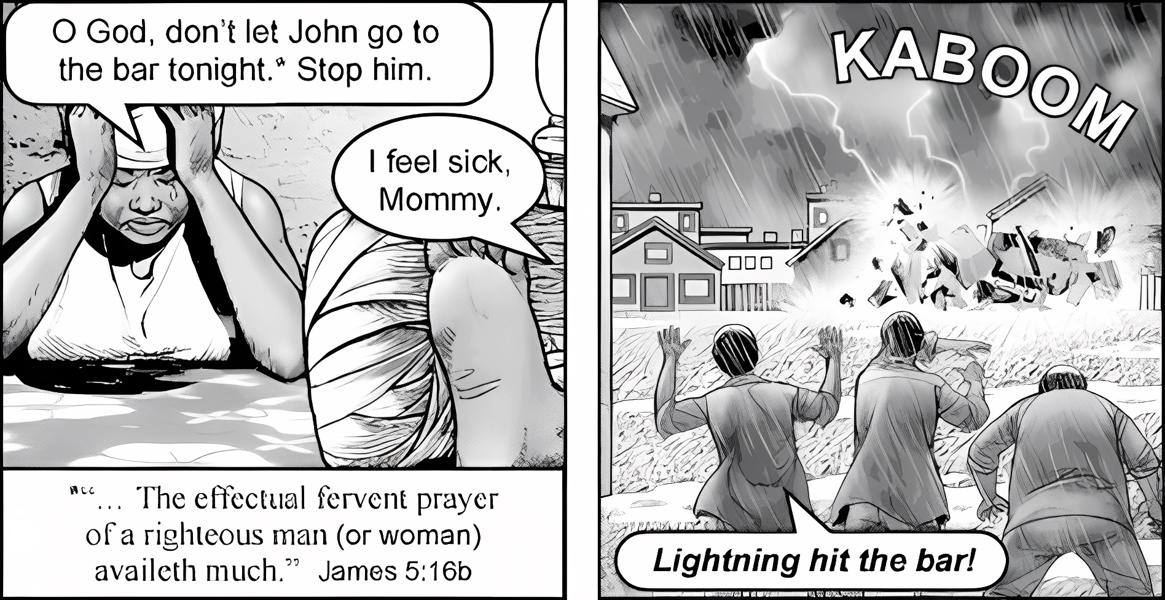 O God, don't let John go to
the bar tonight.* Stop him.
I feel sick,
Mommy.
"… The effectual fervent prayer
of a righteous man (or woman)
availeth much.” James 5:16b
KABOOM
Lightning hit the bar!